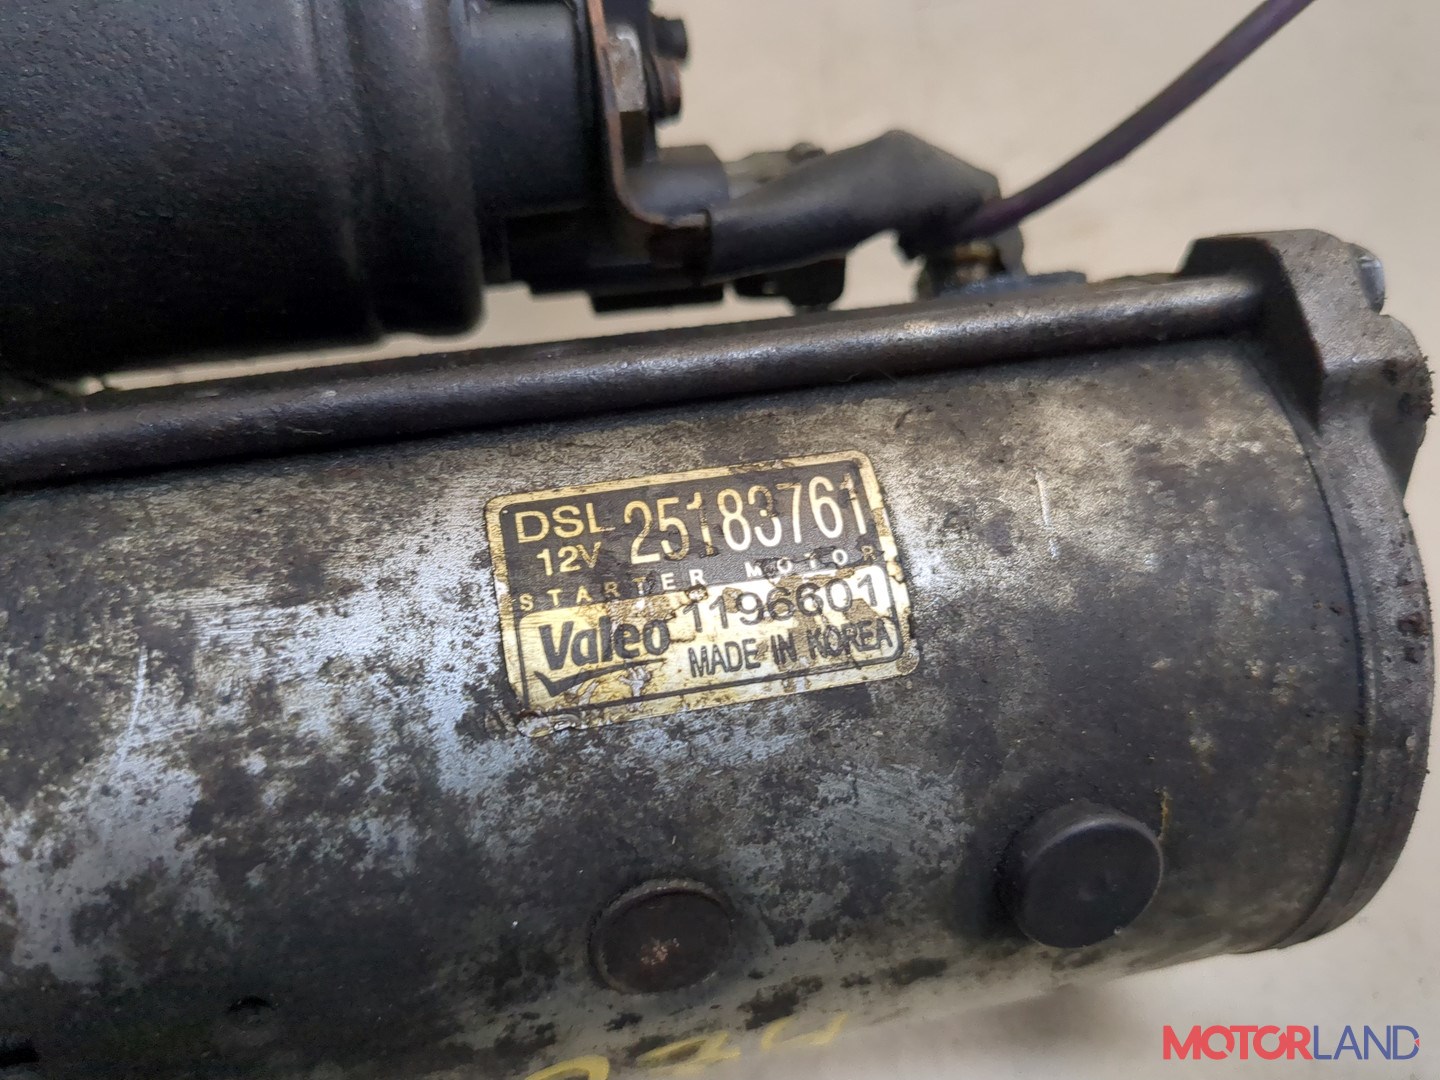 DSL 25183761
12V
STARTER MOTOR
Valeo 1196601
MADE IN KOREA
MOTORLAND